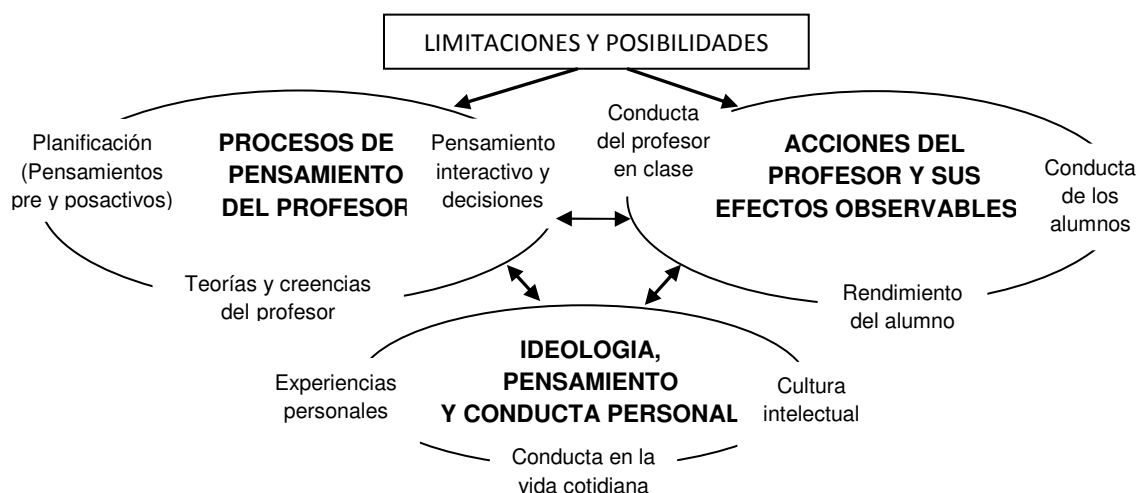 LIMITACIONES Y POSIBILIDADES
Planificación
(Pensamientos
pre y posactivos)
PROCESOS DE
PENSAMIENTO
DEL PROFESOR
Pensamiento
interactivo y
decisiones
Teorías y creencias
del profesor
Conducta
del profesor
en clase
ACCIONES DEL
PROFESOR Y SUS
EFECTOS OBSERVABLES
Conducta
de los
alumnos
Rendimiento
del alumno
Experiencias
personales
IDEOLOGIA,
PENSAMIENTO
Y CONDUCTA PERSONAL
Cultura
intelectual
Conducta en la
vida cotidiana